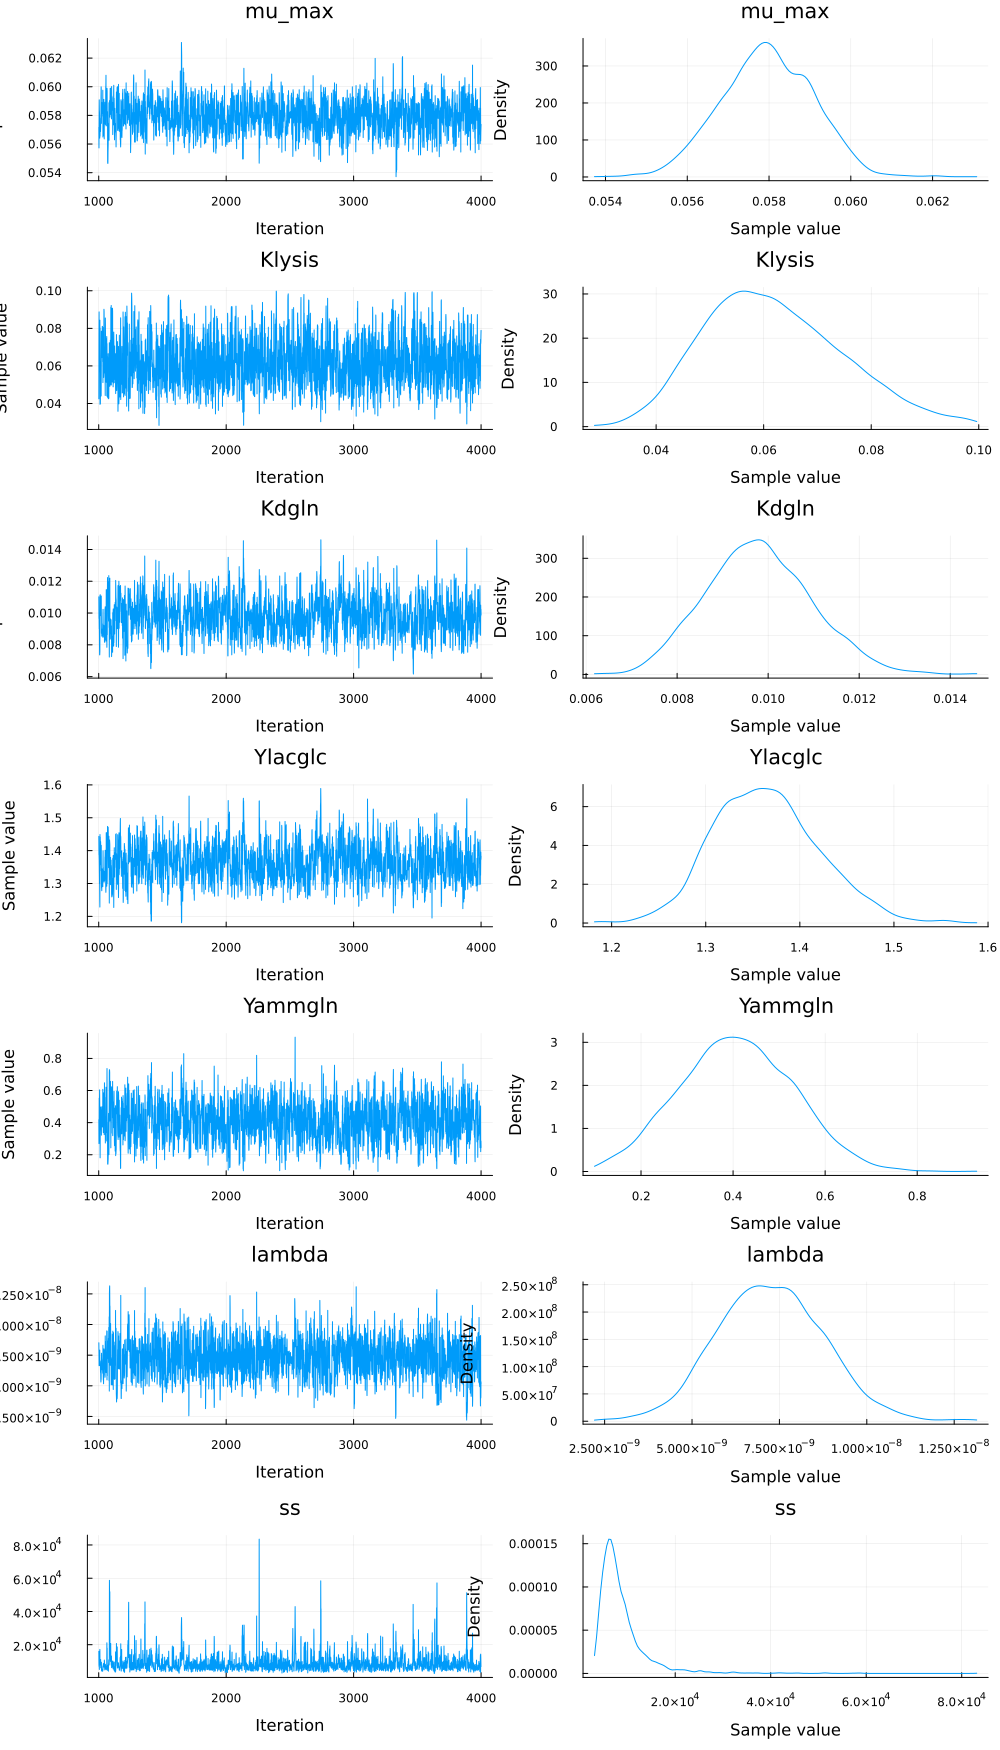 mu_max mu_max
0.062
0.060
0.058
0.056
0.054
1000 2000 3000 4000
Iteration
Density
300
200
100
0
0.054 0.056 0.058 0.060 0.062
Sample value
Klysis Klysis
Sample value
0.10
0.08
0.06
0.04
1000 2000 3000 4000
Iteration
Density
30
20
10
0
0.04 0.06 0.08 0.10
Sample value
Kdgln Kdgln
0.014
0.012
0.010
0.008
0.006
1000 2000 3000 4000
Iteration
Density
300
200
100
0
0.006 0.008 0.010 0.012 0.014
Sample value
Ylacglc Ylacglc
Sample value
1.6
1.5
1.4
1.3
1.2
1000 2000 3000 4000
Iteration
Density
6
4
2
0
1.2 1.3 1.4 1.5 1.6
Sample value
Yammgln Yammgln
Sample value
0.8
0.6
0.4
0.2
1000 2000 3000 4000
Iteration
Density
3
2
1
0
0.2 0.4 0.6 0.8
Sample value
lambda lambda
.250×10⁻⁸
.000×10⁻⁸
.500×10⁻⁹
.000×10⁻⁹
.500×10⁻⁹
1000 2000 3000 4000
Iteration
Density
2.50×10⁸
2.00×10⁸
1.50×10⁸
1.00×10⁸
5.00×10⁷
0
2.500×10⁻⁹ 5.000×10⁻⁹ 7.500×10⁻⁹ 1.000×10⁻⁸ 1.250×10⁻⁸
Sample value
ss ss
8.0×10⁴
6.0×10⁴
4.0×10⁴
2.0×10⁴
1000 2000 3000 4000
Iteration
Density
0.00015
0.00010
0.00005
0.00000
2.0×10⁴ 4.0×10⁴ 6.0×10⁴ 8.0×10⁴
Sample value